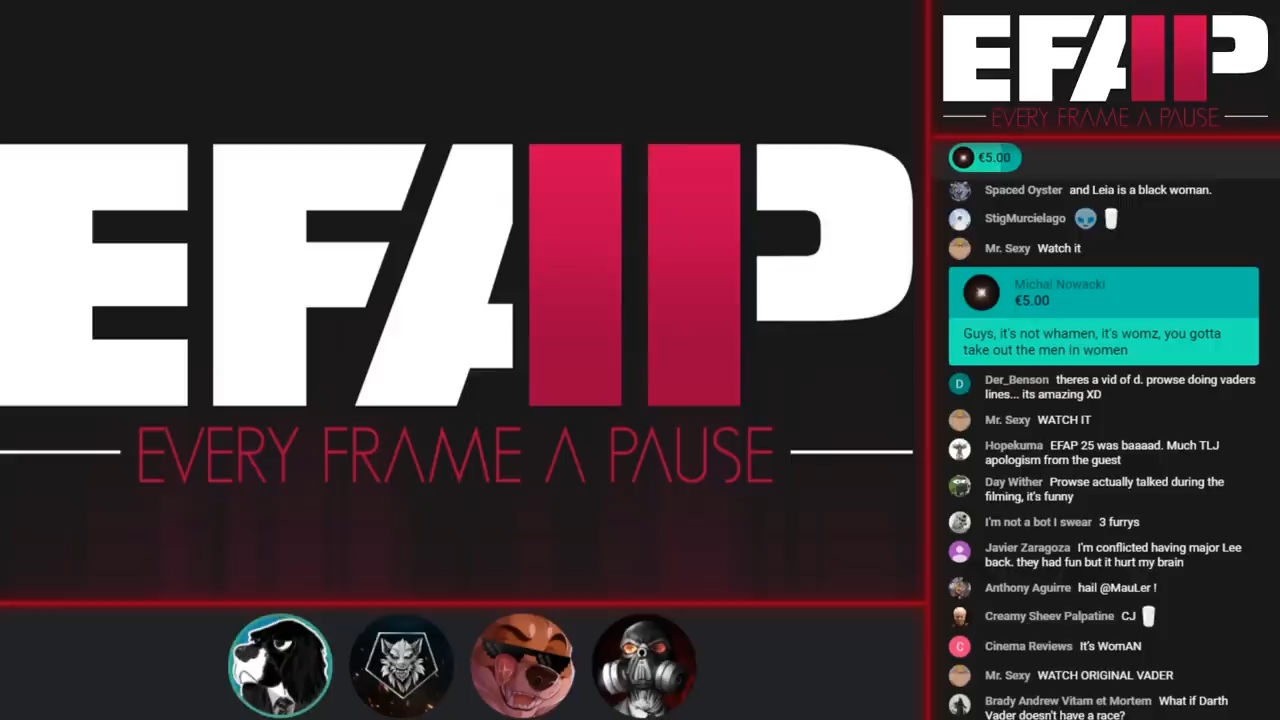 EFAP
EVERY FRAME A PAUSE
EFAP
EVERY FRAME A PAUSE
€5.00
Spaced Oyster and Leia is a black woman.
StigMurcielago
Mr. Sexy Watch it
Michal Nowacki
€5.00
Guys, it's not whamen, it's womz, you gotta
take out the men in women
D
Der_Benson theres a vid of d. prowse doing vaders
lines... its amazing XD
Mr. Sexy WATCH IT
Hopekuma EFAP 25 was baaaad. Much TLJ
apologism from the guest
Day Wither Prowse actually talked during the
filming, it's funny
I'm not a bot I swear 3 furrys
Javier Zaragoza I'm conflicted having major Lee
back. they had fun but it hurt my brain
Anthony Aguirre hail @MauLer !
Creamy Sheev Palpatine CJ
C
Cinema Reviews It's WomAN
Mr. Sexy WATCH ORIGINAL VADER
Brady Andrew Vitam et Mortem What if Darth
Vader doesn't have a race?